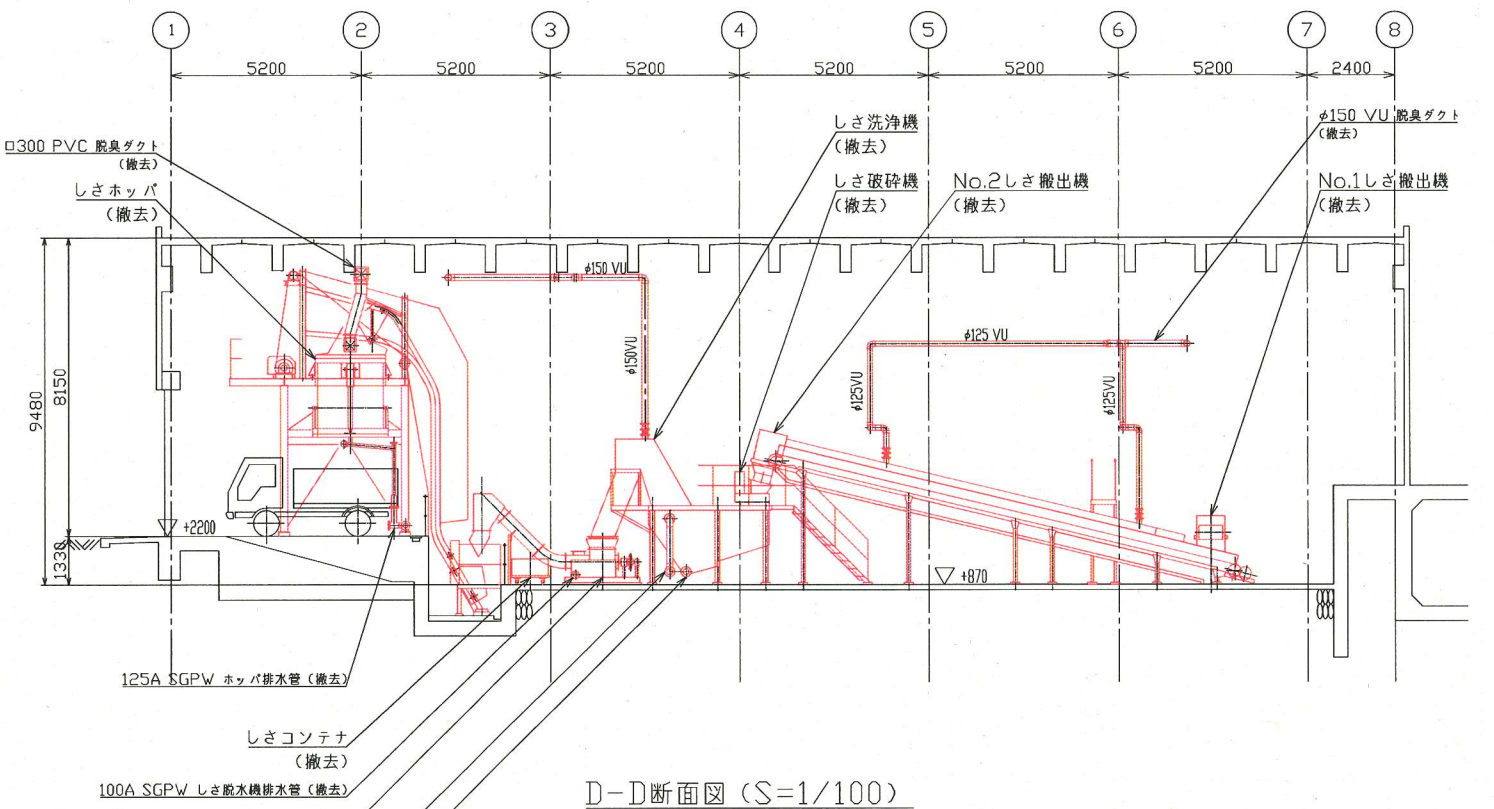 1 2 3 4 5 6 7 8
5200 5200 5200 5200 5200 5200 2400
□300 PVC 脱臭ダクト
(撤去)
しさホッパ
(撤去)
しさ洗浄機
(撤去)
しさ破砕機
(撤去)
No.2しさ搬出機
(撤去)
φ150 VU 脱臭ダクト
(撤去)
No.1しさ搬出機
(撤去)
φ150 VU
φ150VU
φ125 VU
φ125VU
φ125VU
9480
8150
1330
+2200
+870
125A SGPW ホッパ排水管(撤去)
しさコンテナ
(撤去)
100A SGPW しさ脱水機排水管(撤去)
D-D断面図(S=1/100)